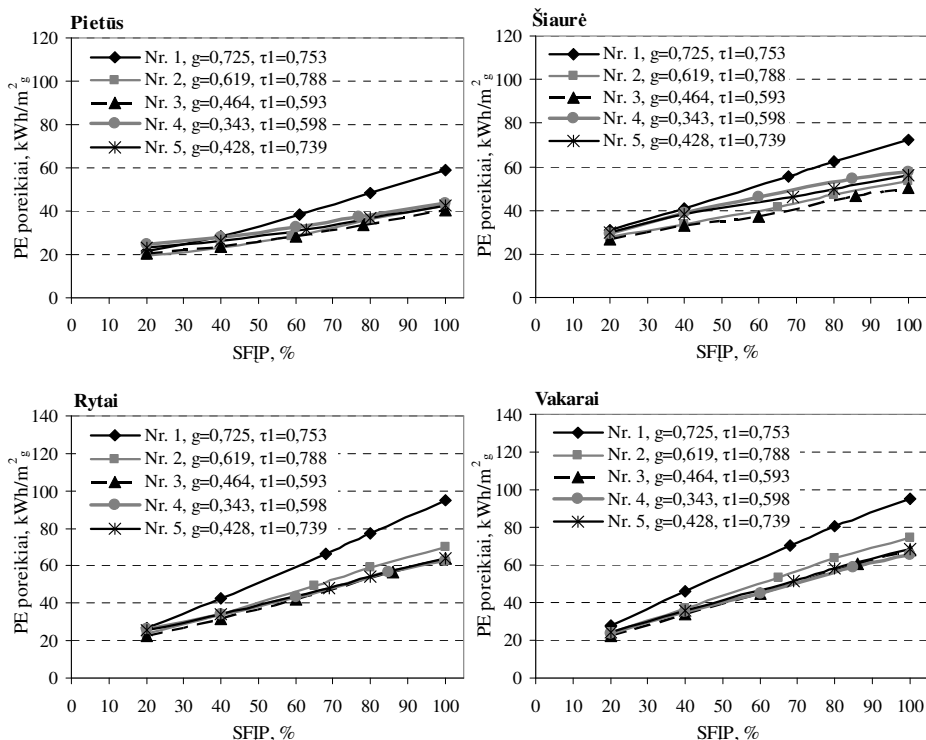 Pietūs
PE poreikiai, kWh/m²g
120
100
80
60
40
20
0
Nr. 1, g=0,725, τ1=0,753
Nr. 2, g=0,619, τ1=0,788
Nr. 3, g=0,464, τ1=0,593
Nr. 4, g=0,343, τ1=0,598
Nr. 5, g=0,428, τ1=0,739
0 10 20 30 40 50 60 70 80 90 100
SFĮP, %
Šiaurė
PE poreikiai, kWh/m²g
120
100
80
60
40
20
0
Nr. 1, g=0,725, τ1=0,753
Nr. 2, g=0,619, τ1=0,788
Nr. 3, g=0,464, τ1=0,593
Nr. 4, g=0,343, τ1=0,598
Nr. 5, g=0,428, τ1=0,739
0 10 20 30 40 50 60 70 80 90 100
SFĮP, %
Rytai
PE poreikiai, kWh/m²g
140
120
100
80
60
40
20
0
Nr. 1, g=0,725, τ1=0,753
Nr. 2, g=0,619, τ1=0,788
Nr. 3, g=0,464, τ1=0,593
Nr. 4, g=0,343, τ1=0,598
Nr. 5, g=0,428, τ1=0,739
0 10 20 30 40 50 60 70 80 90 100
SFĮP, %
Vakarai
PE poreikiai, kWh/m²g
140
120
100
80
60
40
20
0
Nr. 1, g=0,725, τ1=0,753
Nr. 2, g=0,619, τ1=0,788
Nr. 3, g=0,464, τ1=0,593
Nr. 4, g=0,343, τ1=0,598
Nr. 5, g=0,428, τ1=0,739
0 10 20 30 40 50 60 70 80 90 100
SFĮP, %